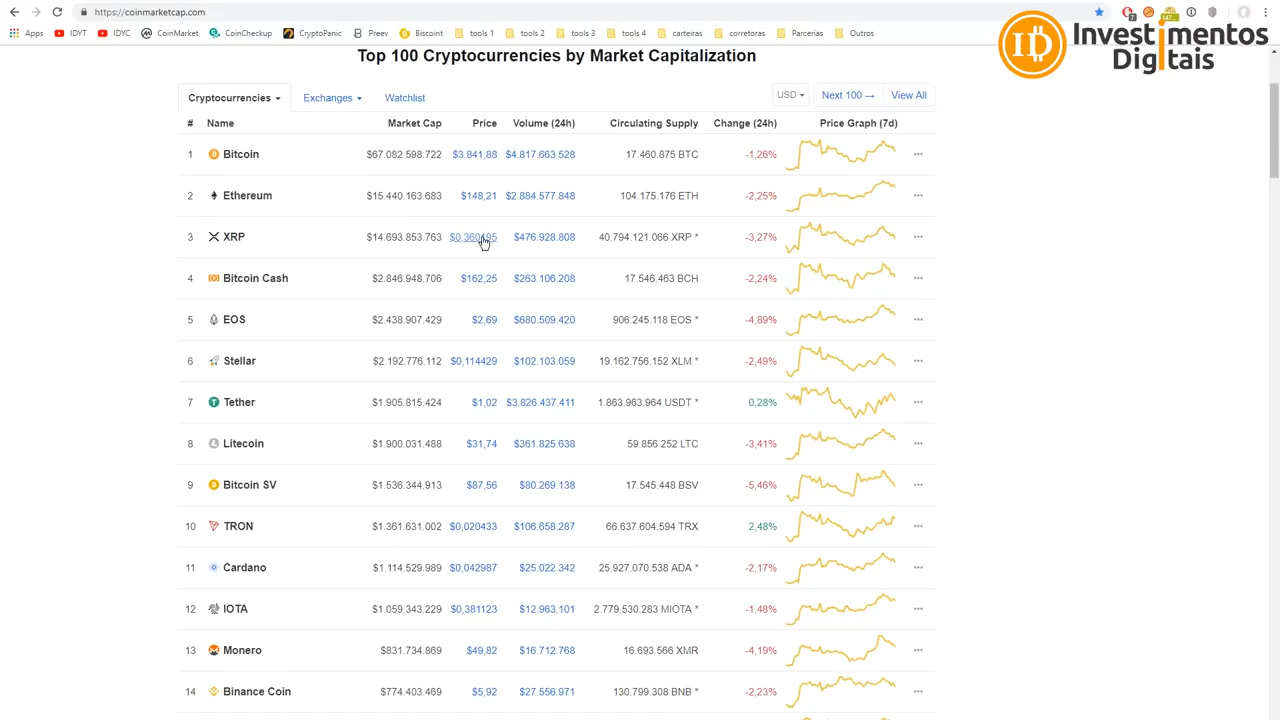 https://coinmarketcap.com
Apps IDYT IDYC CoinMarket CoinCheckup CryptoPanic Preev Biscoint tools 1 tools 2 tools 3 tools 4 carteiras corretoras Parcerias Outros
ID Investimentos
Digitais
Top 100 Cryptocurrencies by Market Capitalization
Cryptocurrencies Exchanges Watchlist USD Next 100 → View All
# Name Market Cap Price Volume (24h) Circulating Supply Change (24h) Price Graph (7d)
1 Bitcoin $67.082.598.722 $3.841,88 $4.817.663.528 17.460.875 BTC -1,26%
2 Ethereum $15.440.163.683 $148,21 $2.884.577.848 104.175.176 ETH -2,25%
3 XRP $14.693.853.763 $476.928.808 40.794.121.066 XRP * -3,27%
4 Bitcoin Cash $2.846.948.706 $162,25 $263.106.208 17.546.463 BCH -2,24%
5 EOS $2.438.907.429 $2,69 $680.509.420 906.245.118 EOS * -4,89%
6 Stellar $2.192.776.112 $0,114429 $102.103.059 19.162.756.152 XLM * -2,49%
7 Tether $1.905.815.424 $1,02 $3.826.437.411 1.863.963.964 USDT * 0,28%
8 Litecoin $1.900.031.488 $31,74 $361.825.638 59.856.252 LTC -3,41%
9 Bitcoin SV $1.536.344.913 $87,56 $80.269.138 17.545.448 BSV -5,46%
10 TRON $1.361.631.002 $0,020433 $106.658.287 66.637.604.594 TRX 2,48%
11 Cardano $1.114.529.989 $0,042987 $25.022.342 25.927.070.538 ADA * -2,17%
12 IOTA $1.059.343.229 $0,381123 $12.963.101 2.779.530.283 MIOTA * -1,48%
13 Monero $831.734.869 $49,82 $16.712.768 16.693.566 XMR -4,19%
14 Binance Coin $774.403.469 $5,92 $27.556.971 130.799.308 BNB * -2,23%